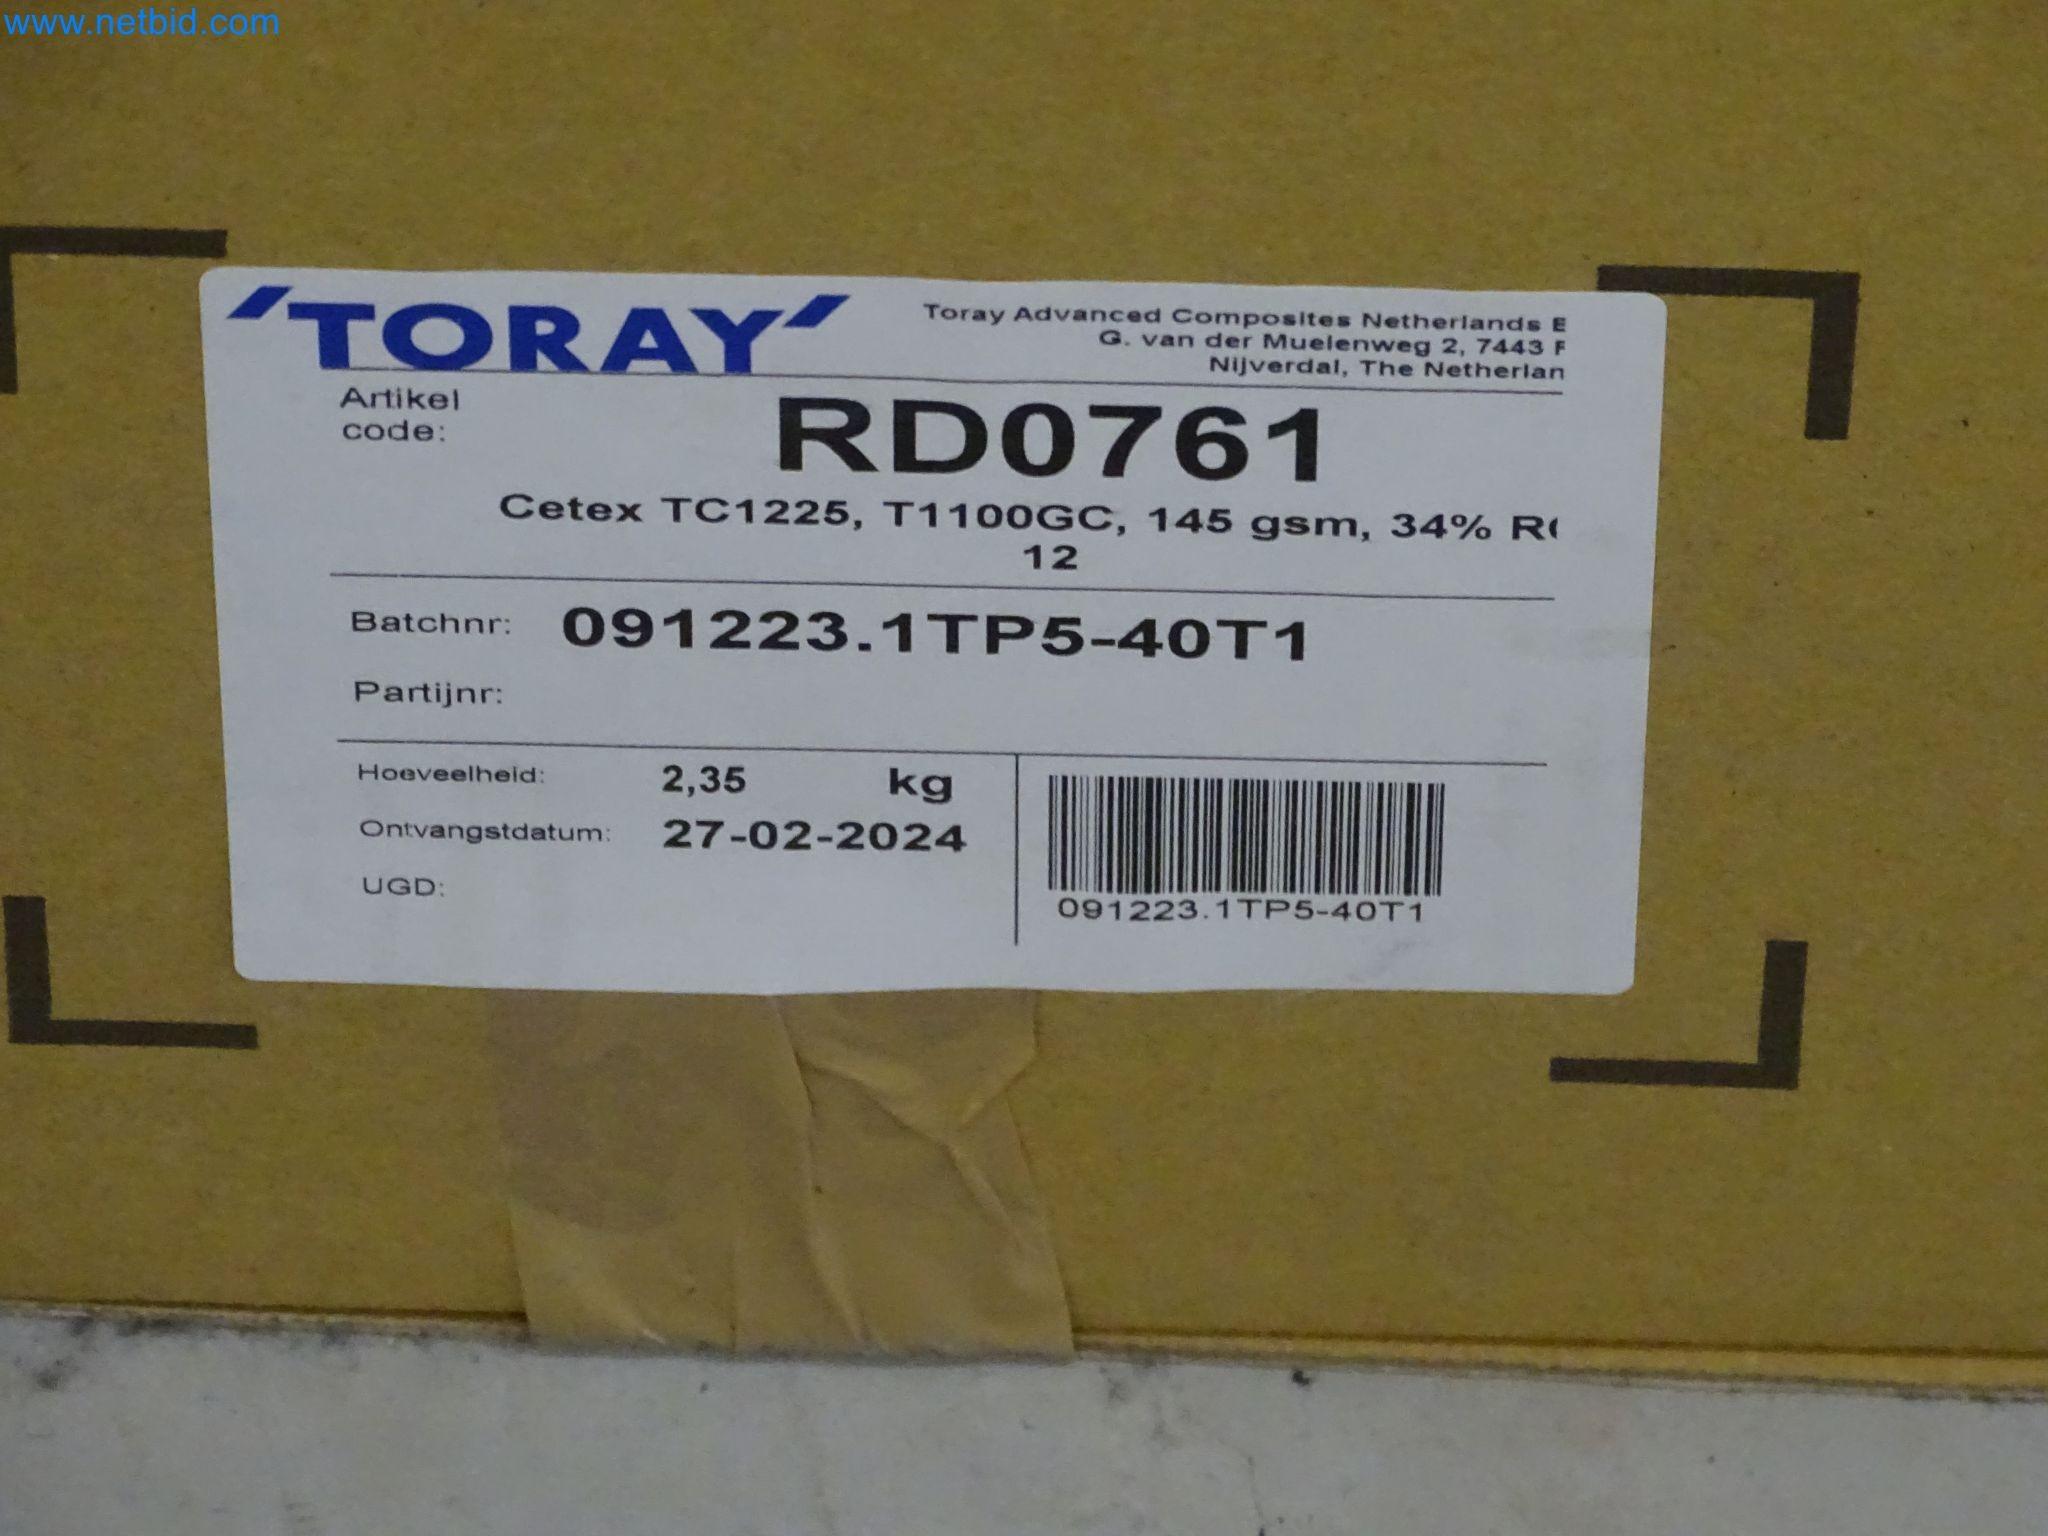 www.netbid.com
TORAY
Toray Advanced Composites Netherlands
G. van der Muelenweg 2, 7443
Nijverdal, The Netherlan
Artikel
code:
RD0761
Cetex TC1225, T1100GC, 145 gsm, 34%
12
Batchnr: 091223.1TP5-40T1
Partijnr:
Hoeveelheid: 2,35 kg
Ontvangstdatum: 27-02-2024
UGD:
091223.1TP5-40T1